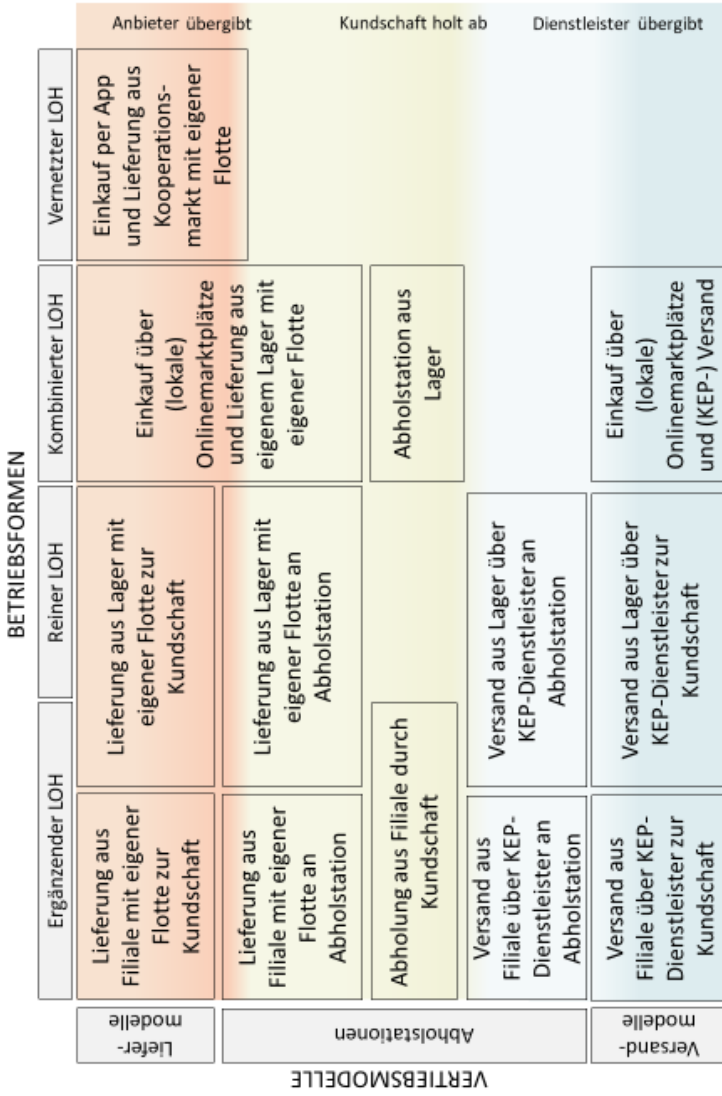 BETRIEBSFORMEN
Ergänzender LOH
Reiner LOH
Kombinierter LOH
Vernetzter LOH
VERTRIEBSMODELLE
Liefer-
modelle
Lieferung aus
Filiale mit eigener
Flotte zur
Kundschaft
Lieferung aus Lager mit
eigener Flotte zur
Kundschaft
Einkauf über
(lokale)
Onlinemarktplätze
und Lieferung aus
eigenem Lager mit
eigener Flotte
Einkauf per App
und Lieferung aus
Kooperations-
markt mit eigener
Flotte
Anbieter übergibt
Abholstationen
Lieferung aus
Filiale mit eigener
Flotte an
Abholstation
Lieferung aus Lager mit
eigener Flotte an
Abholstation
Abholung aus Filiale durch
Kundschaft
Abholstation aus
Lager
Kundschaft holt ab
Versand aus
Filiale über KEP-
Dienstleister an
Abholstation
Versand aus Lager über
KEP-Dienstleister an
Abholstation
Dienstleister übergibt
Versand-
modelle
Versand aus
Filiale über KEP-
Dienstleister zur
Kundschaft
Versand aus Lager über
KEP-Dienstleister zur
Kundschaft
Einkauf über
(lokale)
Onlinemarktplätze
und (KEP-) Versand